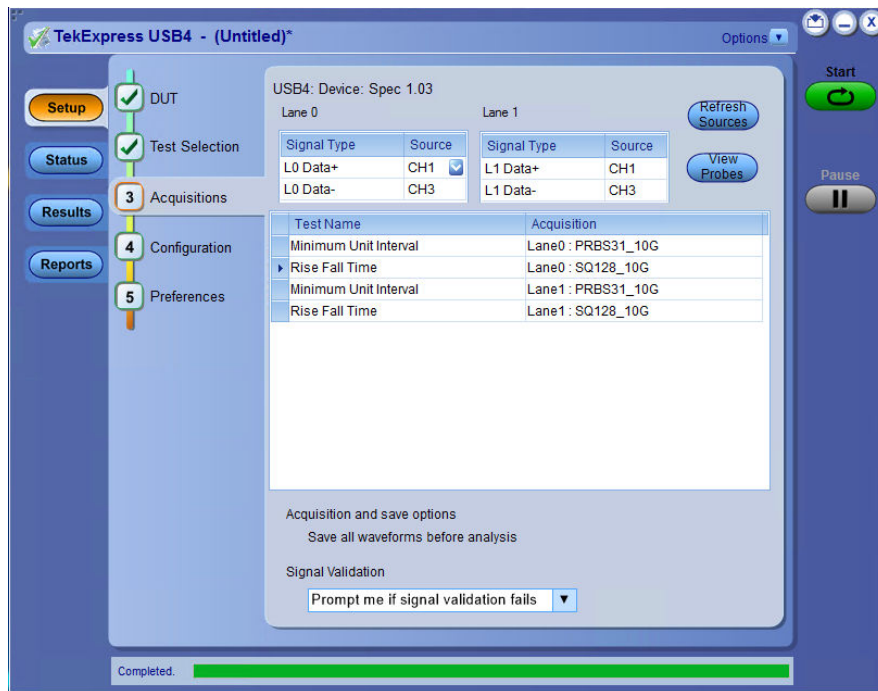 TekExpress USB4 - (Untitled)*
Options
Start
Pause
Setup
Status
Results
Reports
DUT
Test Selection
3 Acquisitions
4 Configuration
5 Preferences
USB4: Device: Spec 1.03
Lane 0
Signal Type Source
L0 Data+ CH1
L0 Data- CH3
Lane 1
Signal Type Source
L1 Data+ CH1
L1 Data- CH3
Refresh
Sources
View
Probes
Test Name Acquisition
Minimum Unit Interval Lane0 : PRBS31_10G
Rise Fall Time Lane0 : SQ128_10G
Minimum Unit Interval Lane1 : PRBS31_10G
Rise Fall Time Lane1 : SQ128_10G
Acquisition and save options
Save all waveforms before analysis
Signal Validation
Prompt me if signal validation fails
Completed.